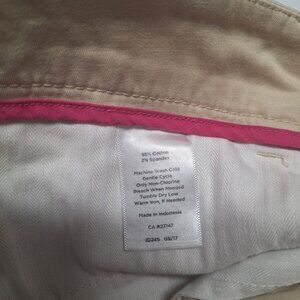 98% Cotton
2% Spandex
Machine Wash Cold
Gentle Cycle
Only Non-Chlorine
Bleach When Needed
Tumble Dry Low
Warm Iron, If Needed
Made in Indonesia
CA #23147